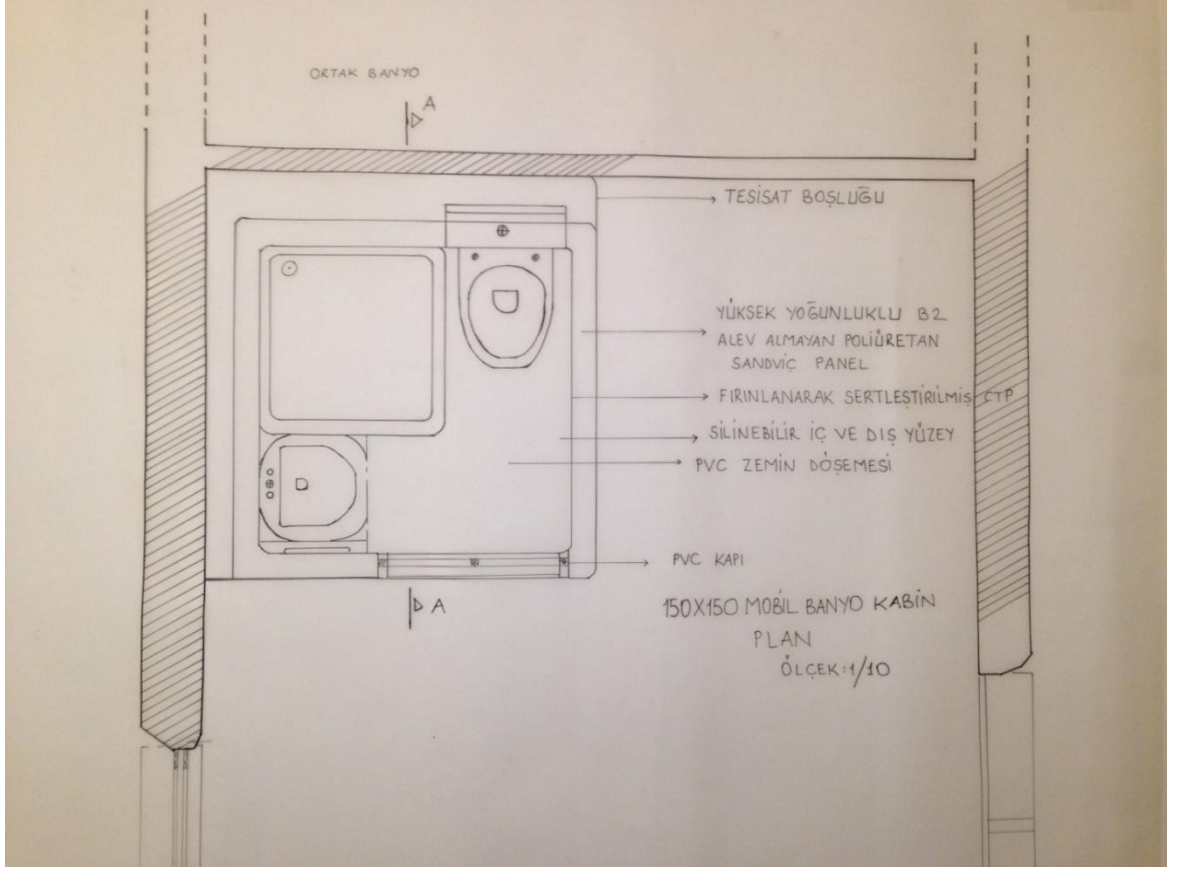 ORTAK BANYO
A
TESİSAT BOŞLUĞU
YÜKSEK YOĞUNLUKLU B2
ALEV ALMAYAN POLİÜRETAN
SANDVİÇ PANEL
FIRINLANARAK SERTLEŞTİRİLMİŞ CTP
SİLİNEBİLİR İÇ VE DIŞ YÜZEY
PVC ZEMİN DÖŞEMESİ
PVC KAPI
A
150X150 MOBİL BANYO KABİN
PLAN
ÖLÇEK:1/10